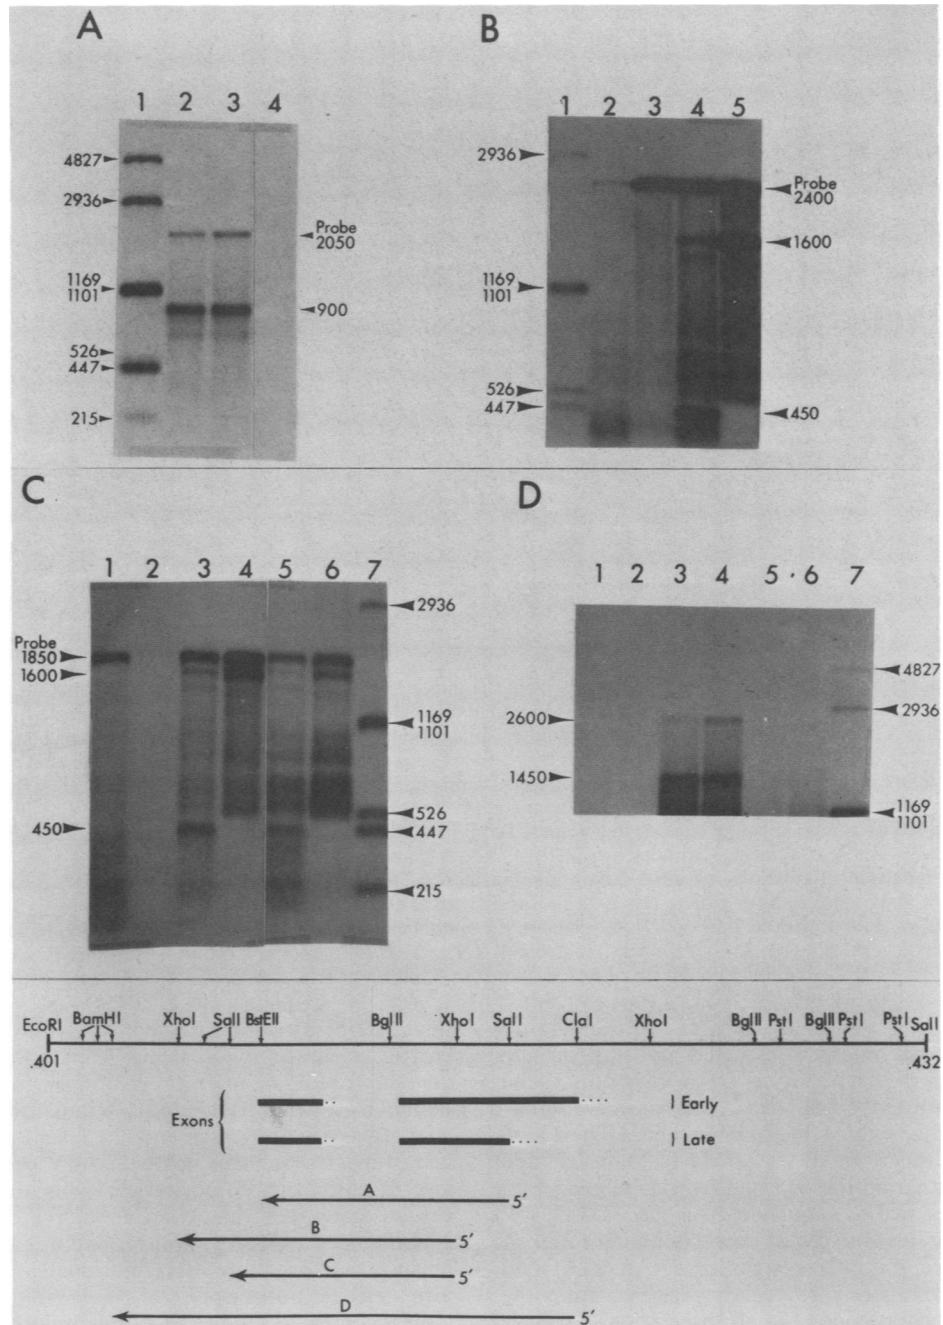 A
1 2 3 4
4827
2936
1169
1101
526
447
215
Probe
2050
900
B
1 2 3 4 5
2936
1169
1101
526
447
Probe
2400
1600
450
C
1 2 3 4 5 6 7
Probe
1850
1600
450
2936
1169
1101
526
447
215
D
1 2 3 4 5 6 7
2600
1450
4827
2936
1169
1101
EcoRI BamHI XhoI SalI BstEII BglII XhoI SalI ClaI XhoI BglII PstI BglII PstI PstI SalI
.401 .432
Exons
Early
Late
A 5'
B 5'
C 5'
D 5'